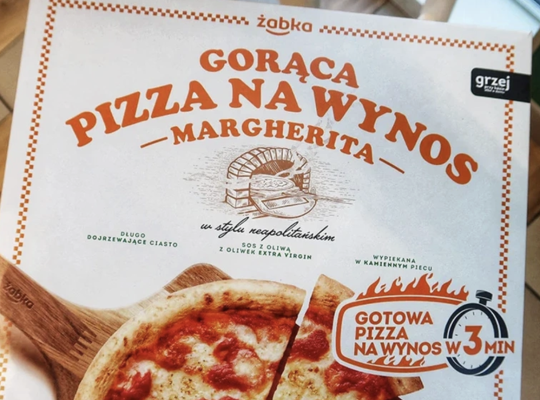 żabka
GORĄCA
PIZZA NA WYNOS
MARGHERITA
grzej
w stylu neapolitańskim
DŁUGO
DOJRZEWAJĄCE CIASTO
SOS Z OLIWĄ
Z OLIWEK EXTRA VIRGIN
WYPIEKANA
W KAMIENNYM PIECU
żabka
GOTOWA
PIZZA
NA WYNOS W 3 MIN